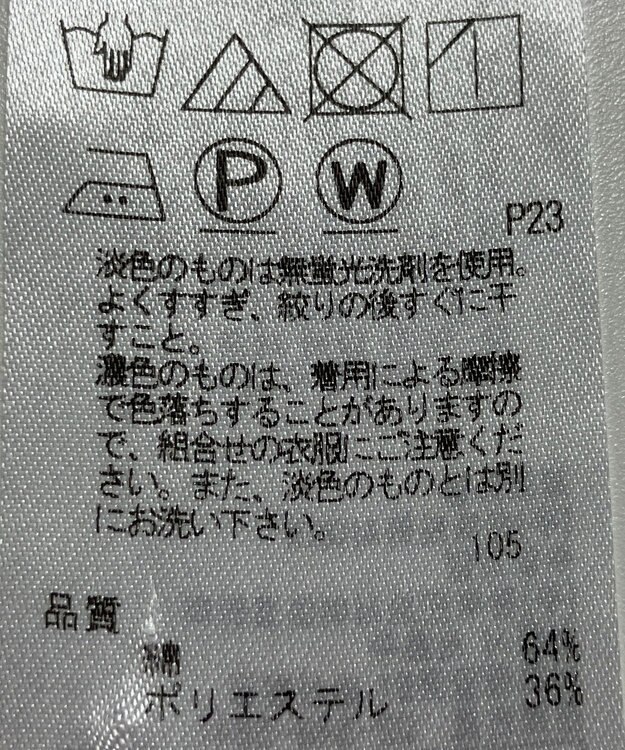 P
W
P23
淡色のものは無蛍光洗剤を使用。
よくすすぎ、絞りの後すぐに干
すこと。
濃色のものは、着用による摩擦
で色落ちすることがありますの
で、組合せの衣服にご注意くだ
さい。また、淡色のものとは別
にお洗い下さい。
105
品質
綿 64%
ポリエステル 36%